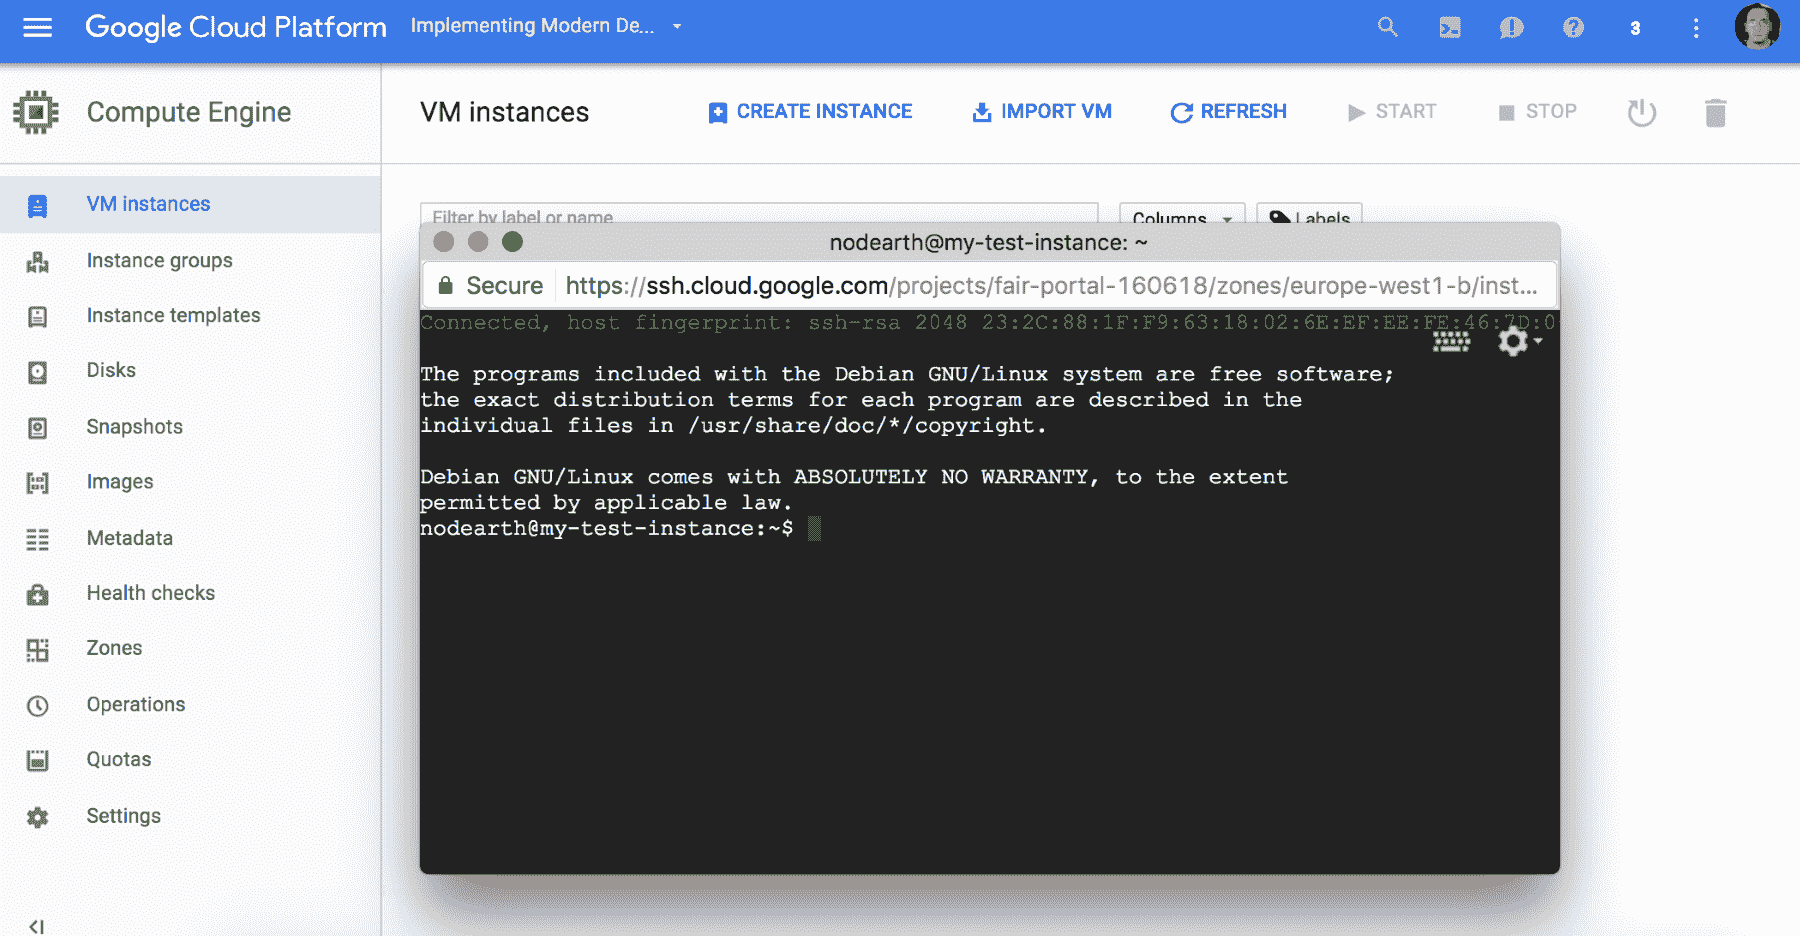 Google Cloud Platform
Implementing Modern De...
3
Compute Engine
VM instances
CREATE INSTANCE
IMPORT VM
REFRESH
START
STOP
VM instances
Instance groups
Instance templates
Disks
Snapshots
Images
Metadata
Health checks
Zones
Operations
Quotas
Settings
Filter by label or name
Columns
Labels
nodearth@my-test-instance: ~
Secure
https://ssh.cloud.google.com/projects/fair-portal-160618/zones/europe-west1-b/inst...
Connected, host fingerprint: ssh-rsa 2048 23:2C:88:1F:F9:63:18:02:6E:EF:EE:FE:46:7D:0
The programs included with the Debian GNU/Linux system are free software;
the exact distribution terms for each program are described in the
individual files in /usr/share/doc/*/copyright.
Debian GNU/Linux comes with ABSOLUTELY NO WARRANTY, to the extent
permitted by applicable law.
nodearth@my-test-instance:~$